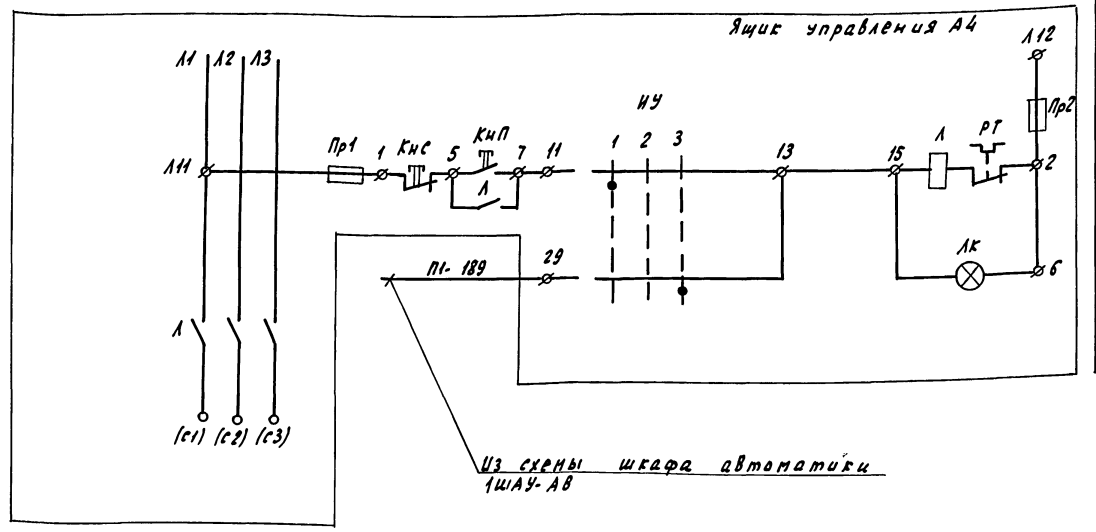 Ящик управления А4
Л1 Л2 Л3
Л12
Пр2
ИУ
1 2 3
Л11
Пр1
1
КнС
5
КнП
7
11
13
15
Л
РТ
2
Л
П1-189
29
ЛК
6
Л
(с1) (с2) (с3)
Из схемы шкафа автоматики
1ШАУ-АВ